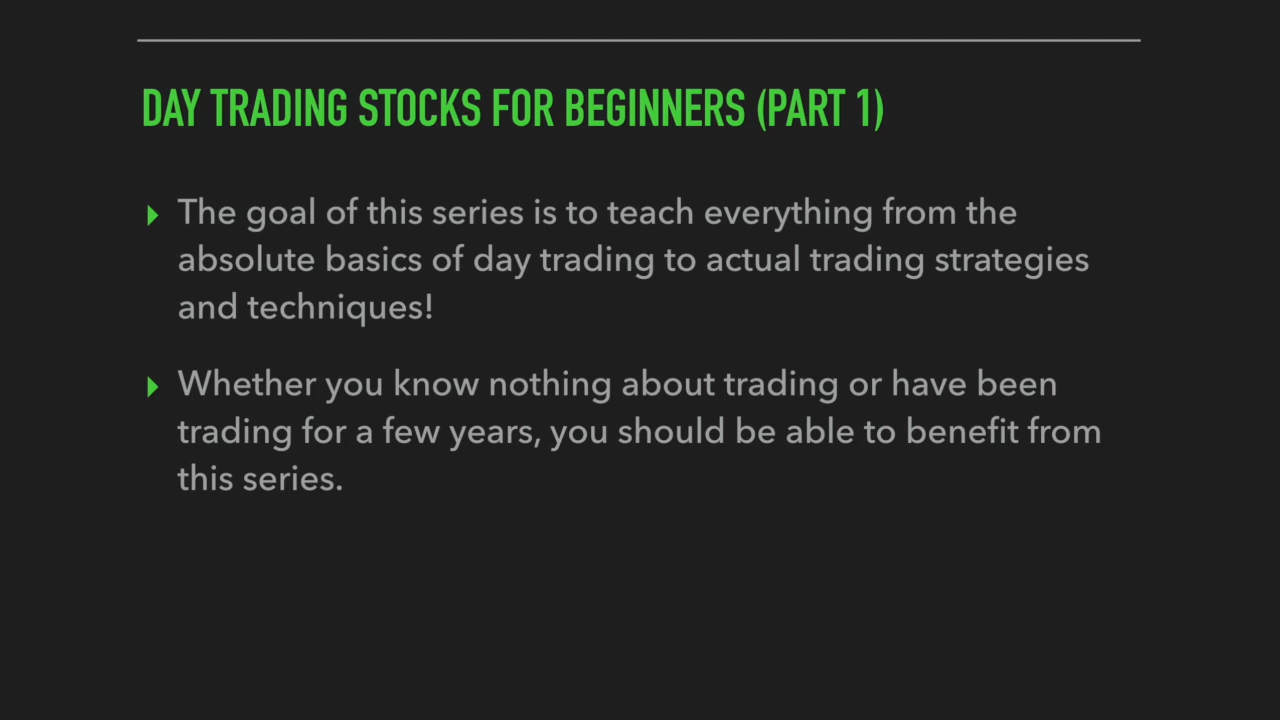 DAY TRADING STOCKS FOR BEGINNERS (PART 1)
The goal of this series is to teach everything from the
absolute basics of day trading to actual trading strategies
and techniques!
Whether you know nothing about trading or have been
trading for a few years, you should be able to benefit from
this series.